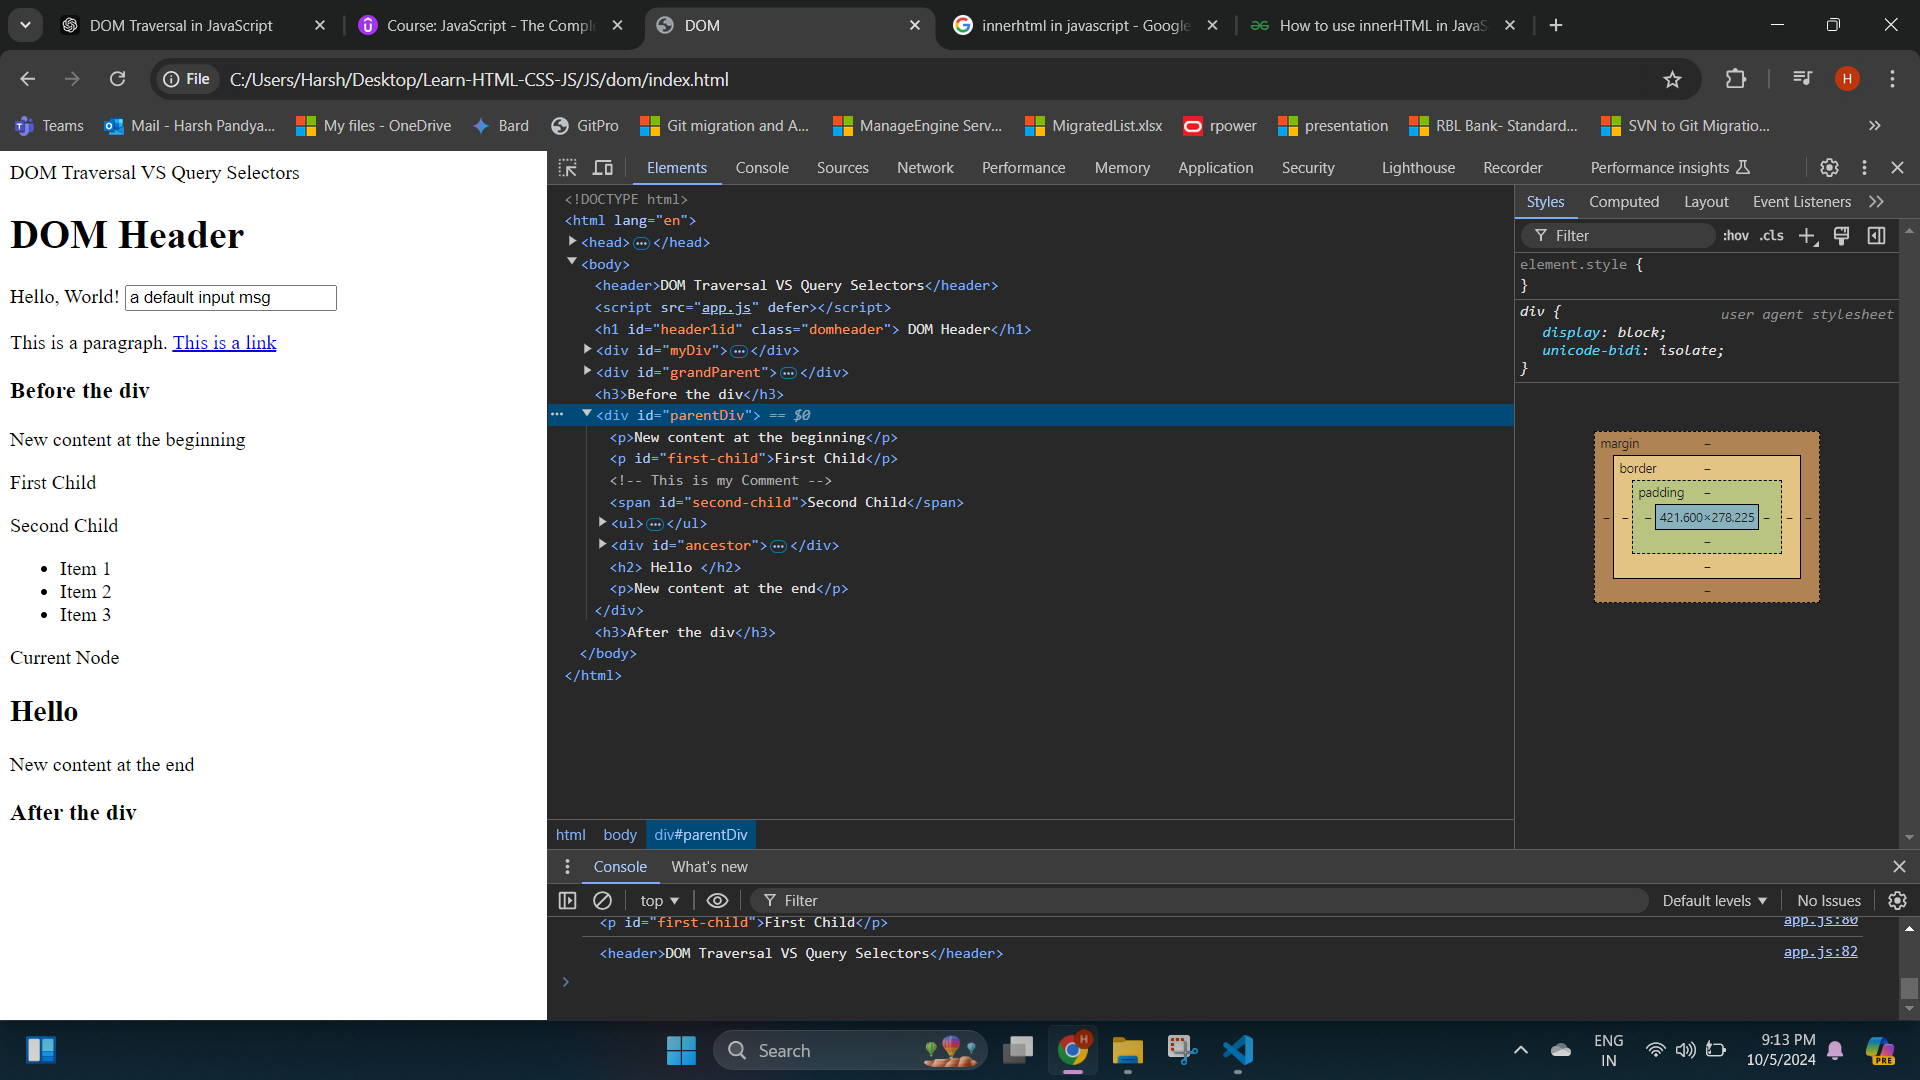 DOM Traversal in JavaScript
Course: JavaScript - The Comple
DOM
innerhtml in javascript - Google
How to use innerHTML in JavaS
File
C:/Users/Harsh/Desktop/Learn-HTML-CSS-JS/JS/dom/index.html
H
Teams
Mail - Harsh Pandya...
My files - OneDrive
Bard
GitPro
Git migration and A...
ManageEngine Serv...
MigratedList.xlsx
rpower
presentation
RBL Bank- Standard...
SVN to Git Migratio...
DOM Traversal VS Query Selectors
DOM Header
Hello, World! a default input msg
This is a paragraph. This is a link
Before the div
New content at the beginning
First Child
Second Child
Item 1
Item 2
Item 3
Current Node
Hello
New content at the end
After the div
Elements
Console
Sources
Network
Performance
Memory
Application
Security
Lighthouse
Recorder
Performance insights
<!DOCTYPE html>
<html lang="en">
<head> ... </head>
<body>
<header>DOM Traversal VS Query Selectors</header>
<script src="app.js" defer></script>
<h1 id="header1id" class="domheader"> DOM Header</h1>
<div id="myDiv"> ... </div>
<div id="grandParent"> ... </div>
<h3>Before the div</h3>
... <div id="parentDiv"> == $0
<p>New content at the beginning</p>
<p id="first-child">First Child</p>
<!-- This is my Comment -->
<span id="second-child">Second Child</span>
<ul> ... </ul>
<div id="ancestor"> ... </div>
<h2> Hello </h2>
<p>New content at the end</p>
</div>
<h3>After the div</h3>
</body>
</html>
html body div#parentDiv
Styles
Computed
Layout
Event Listeners
Filter
:hov .cls
element.style {
}
div {
user agent stylesheet
display: block;
unicode-bidi: isolate;
}
margin –
border –
padding –
– – – 421.600×278.225 – – –
–
–
–
Console
What's new
top
Filter
Default levels
No Issues
<p id="first-child">First Child</p>
app.js:80
<header>DOM Traversal VS Query Selectors</header>
app.js:82
Search
H
ENG
IN
9:13 PM
10/5/2024
PRE